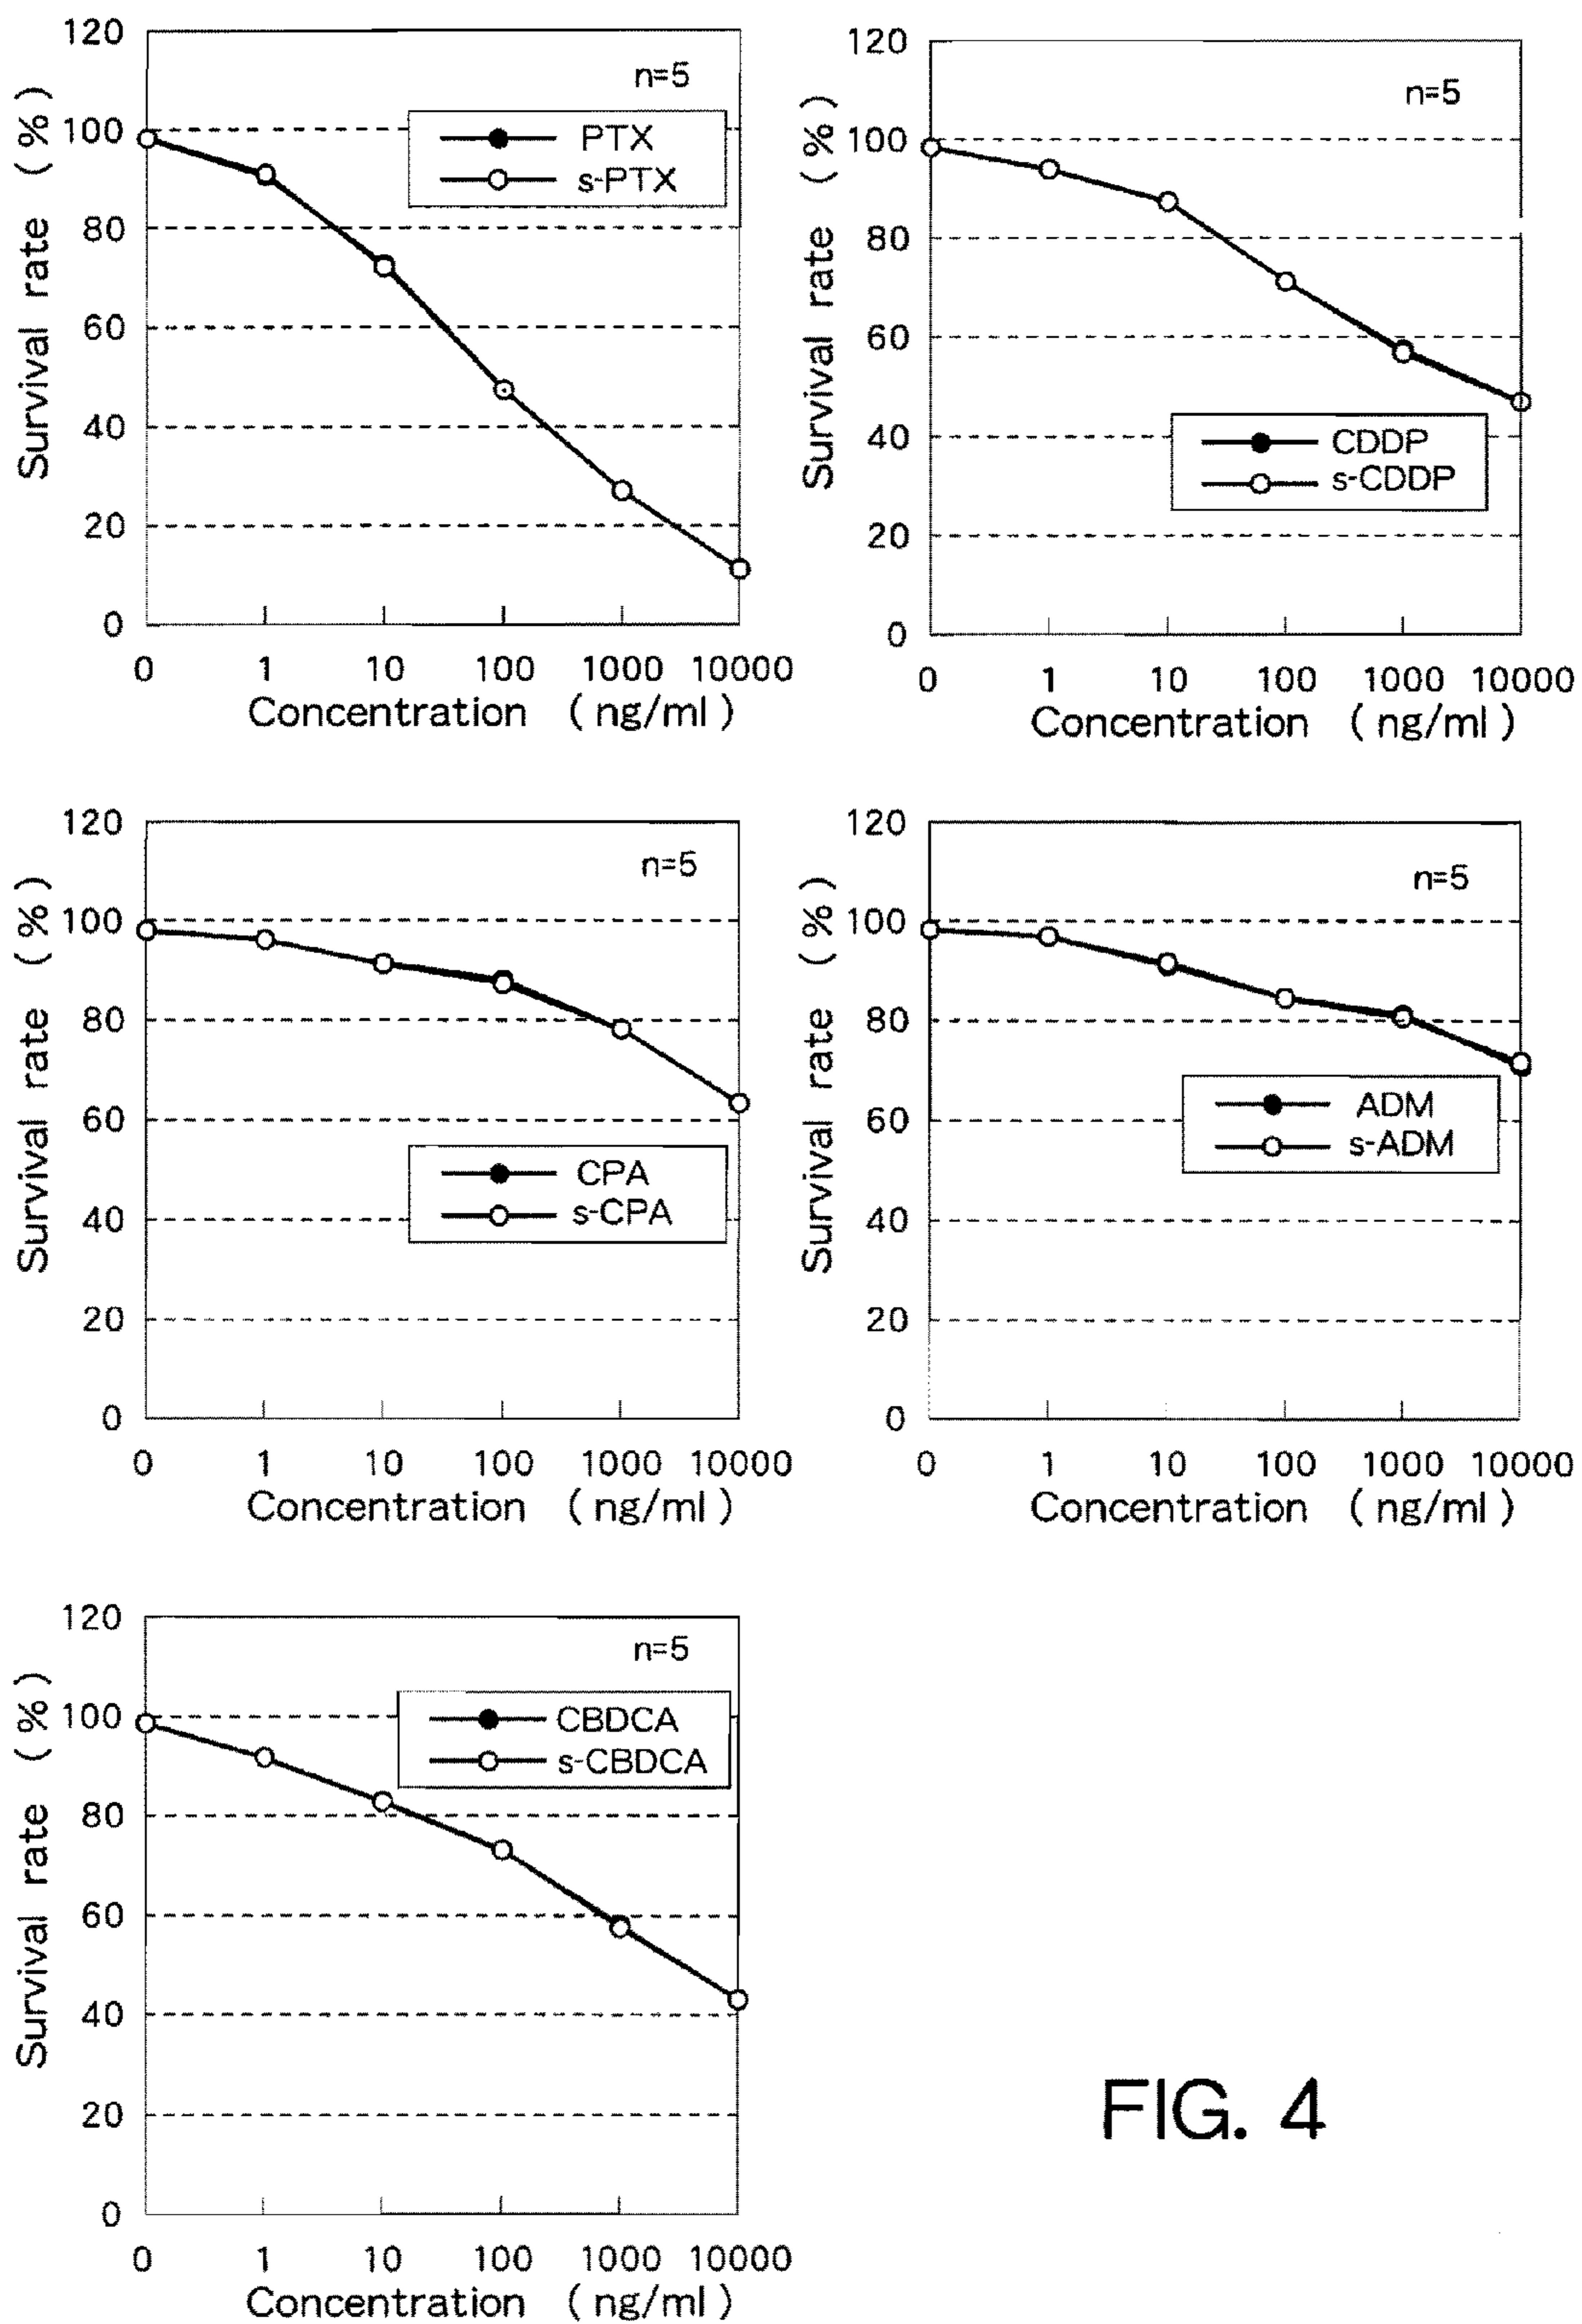 120
100
80
60
40
20
0
Survival rate (%)
n=5
PTX
s-PTX
0 1 10 100 1000 10000
Concentration (ng/ml)
120
100
80
60
40
20
0
Survival rate (%)
n=5
CDDP
s-CDDP
0 1 10 100 1000 10000
Concentration (ng/ml)
120
100
80
60
40
20
0
Survival rate (%)
n=5
CPA
s-CPA
0 1 10 100 1000 10000
Concentration (ng/ml)
120
100
80
60
40
20
0
Survival rate (%)
n=5
ADM
s-ADM
0 1 10 100 1000 10000
Concentration (ng/ml)
120
100
80
60
40
20
0
Survival rate (%)
n=5
CBDCA
s-CBDCA
0 1 10 100 1000 10000
Concentration (ng/ml)
FIG. 4